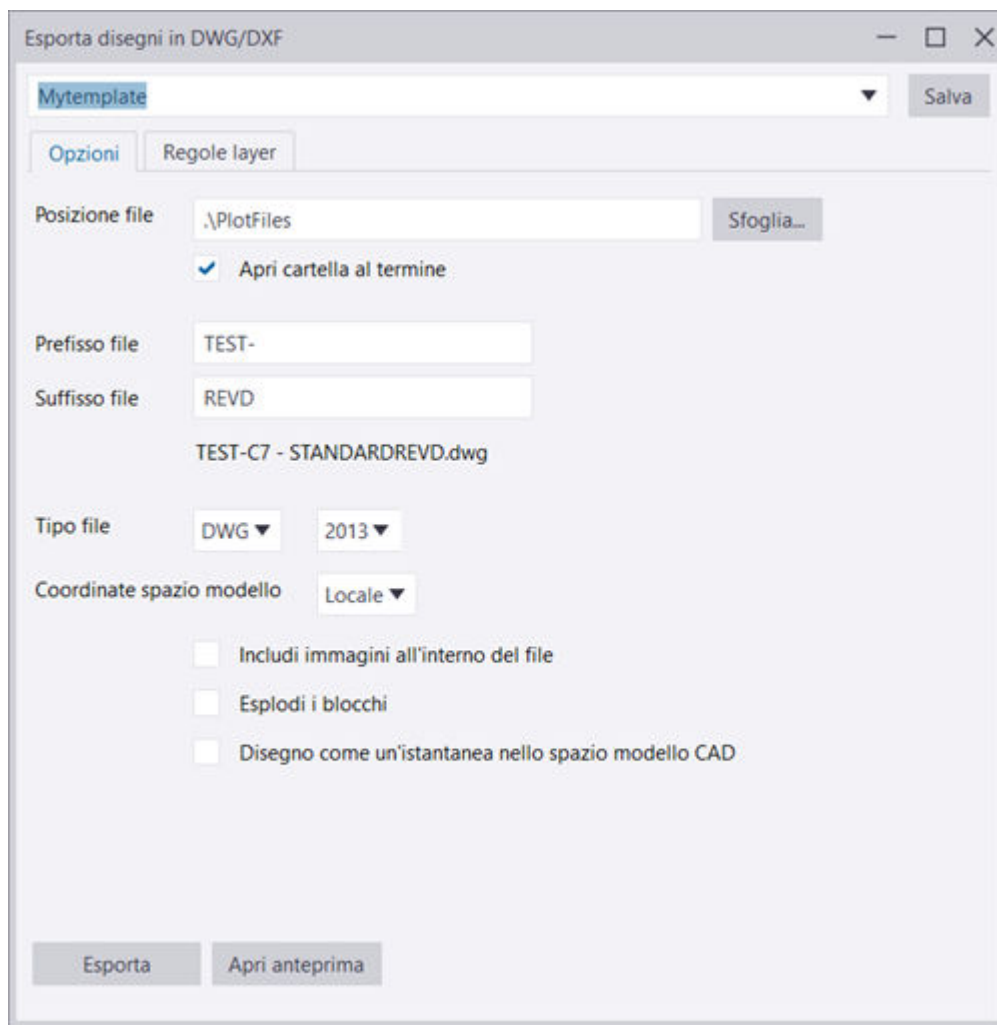 Esporta disegni in DWG/DXF
Mytemplate
Salva
Opzioni
Regole layer
Posizione file
.\PlotFiles
Sfoglia...
Apri cartella al termine
Prefisso file
TEST-
Suffisso file
REVD
TEST-C7 - STANDARDREVD.dwg
Tipo file
DWG
2013
Coordinate spazio modello
Locale
Includi immagini all'interno del file
Esplodi i blocchi
Disegno come un'istantanea nello spazio modello CAD
Esporta
Apri anteprima